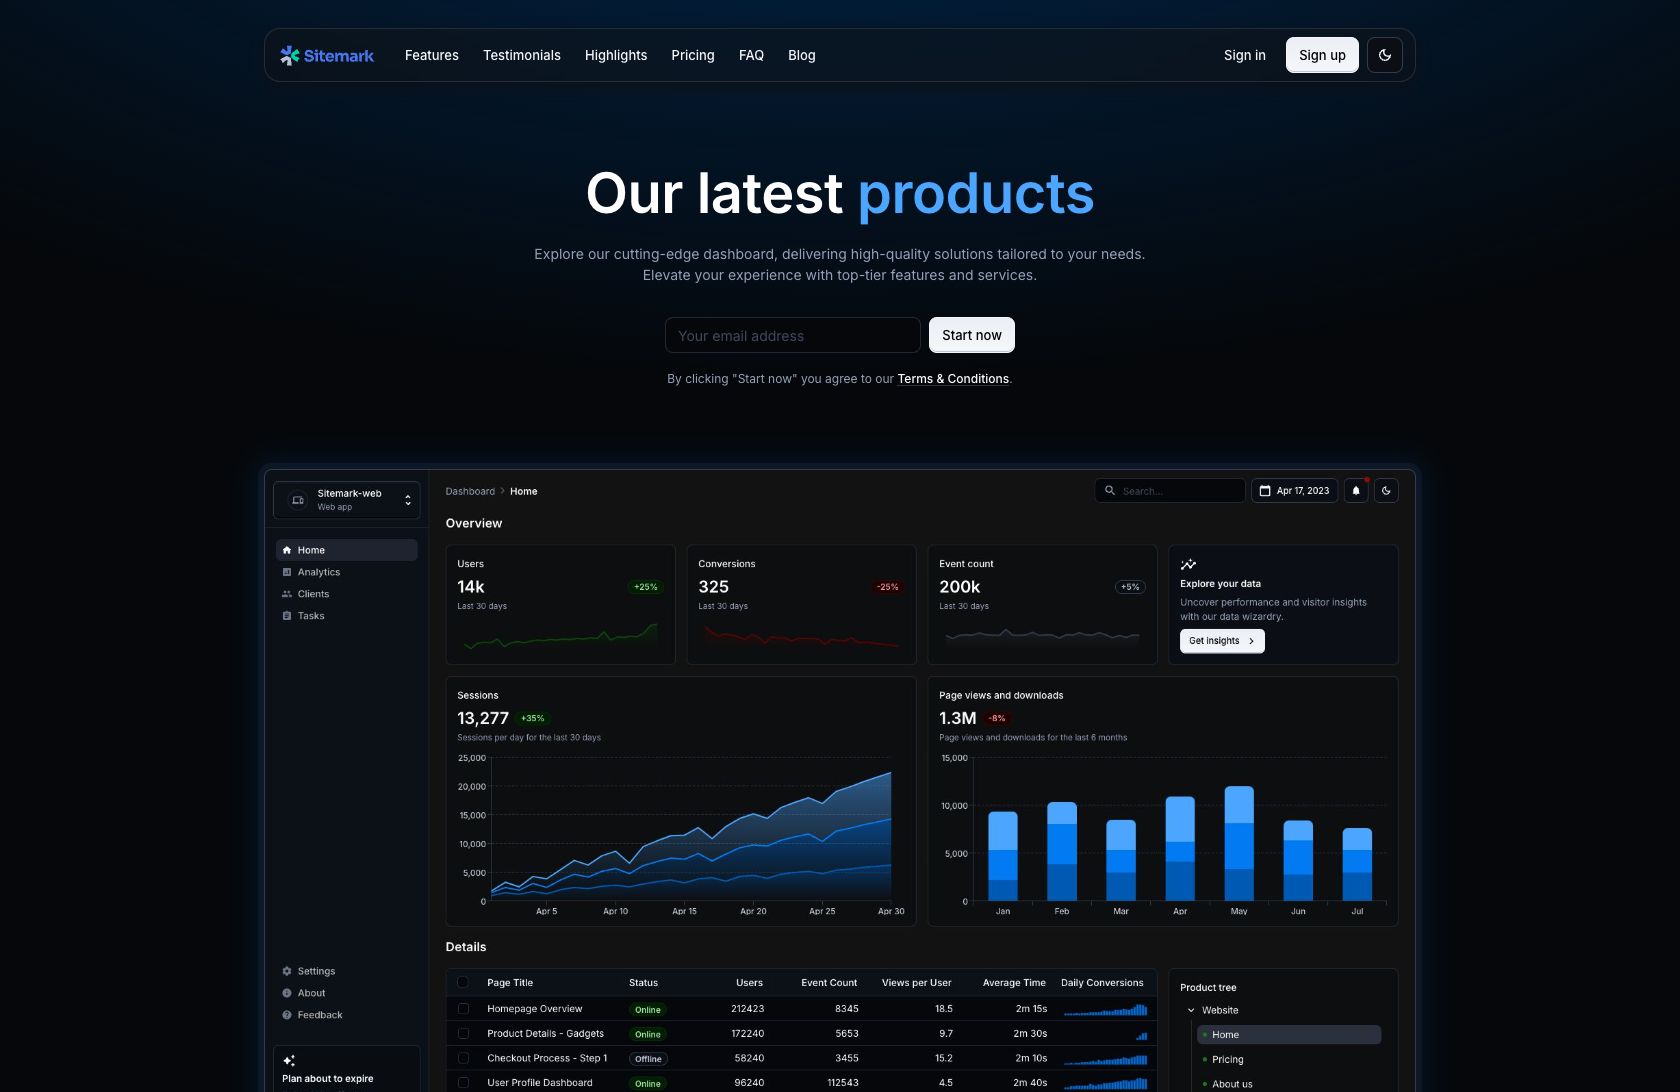 Sitemark Features Testimonials Highlights Pricing FAQ Blog Sign in Sign up
Our latest products
Explore our cutting-edge dashboard, delivering high-quality solutions tailored to your needs.
Elevate your experience with top-tier features and services.
Your email address Start now
By clicking "Start now" you agree to our Terms & Conditions.
Sitemark-web
Web app
Home
Analytics
Clients
Tasks
Settings
About
Feedback
Plan about to expire
Dashboard Home
Search... Apr 17, 2023
Overview
Users
14k +25%
Last 30 days
Conversions
325 -25%
Last 30 days
Event count
200k +5%
Last 30 days
Explore your data
Uncover performance and visitor insights
with our data wizardry.
Get insights
Sessions
13,277 +35%
Sessions per day for the last 30 days
25,000
20,000
15,000
10,000
5,000
0
Apr 5 Apr 10 Apr 15 Apr 20 Apr 25 Apr 30
Page views and downloads
1.3M -8%
Page views and downloads for the last 6 months
15,000
10,000
5,000
0
Jan Feb Mar Apr May Jun Jul
Details
Page Title Status Users Event Count Views per User Average Time Daily Conversions
Homepage Overview Online 212423 8345 18.5 2m 15s
Product Details - Gadgets Online 172240 5653 9.7 2m 30s
Checkout Process - Step 1 Offline 58240 3455 15.2 2m 10s
User Profile Dashboard Online 96240 112543 4.5 2m 40s
Product tree
Website
Home
Pricing
About us